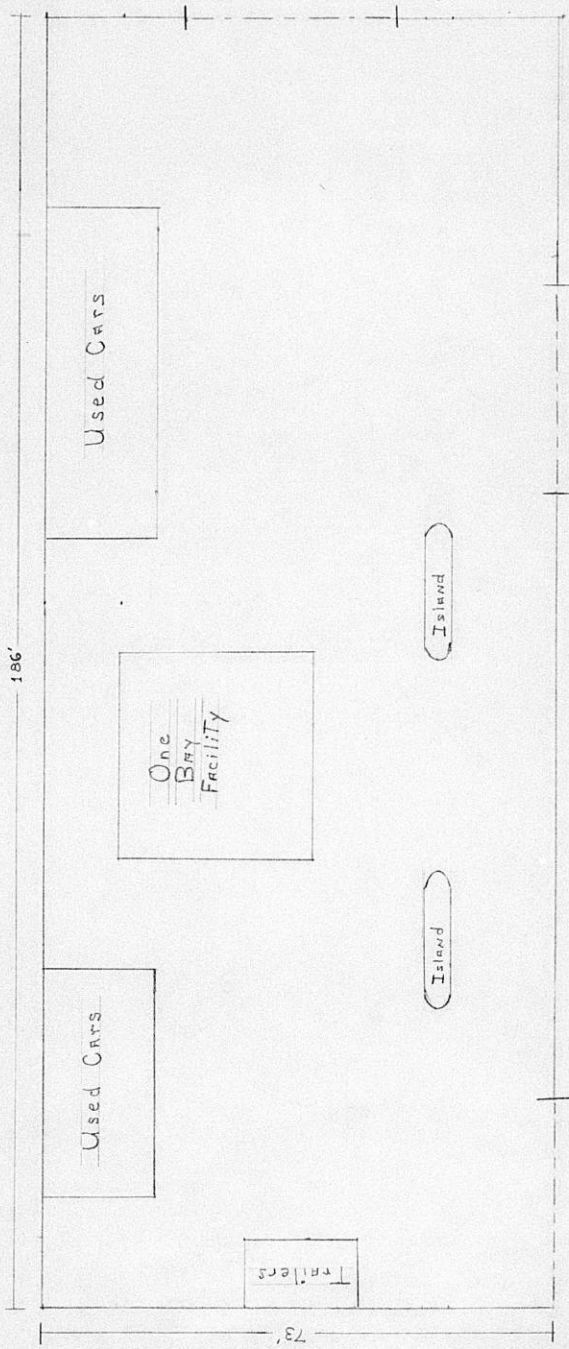 186'
Used Cars
One
Bay
Facility
Used Cars
Island
Island
Trailers
73'